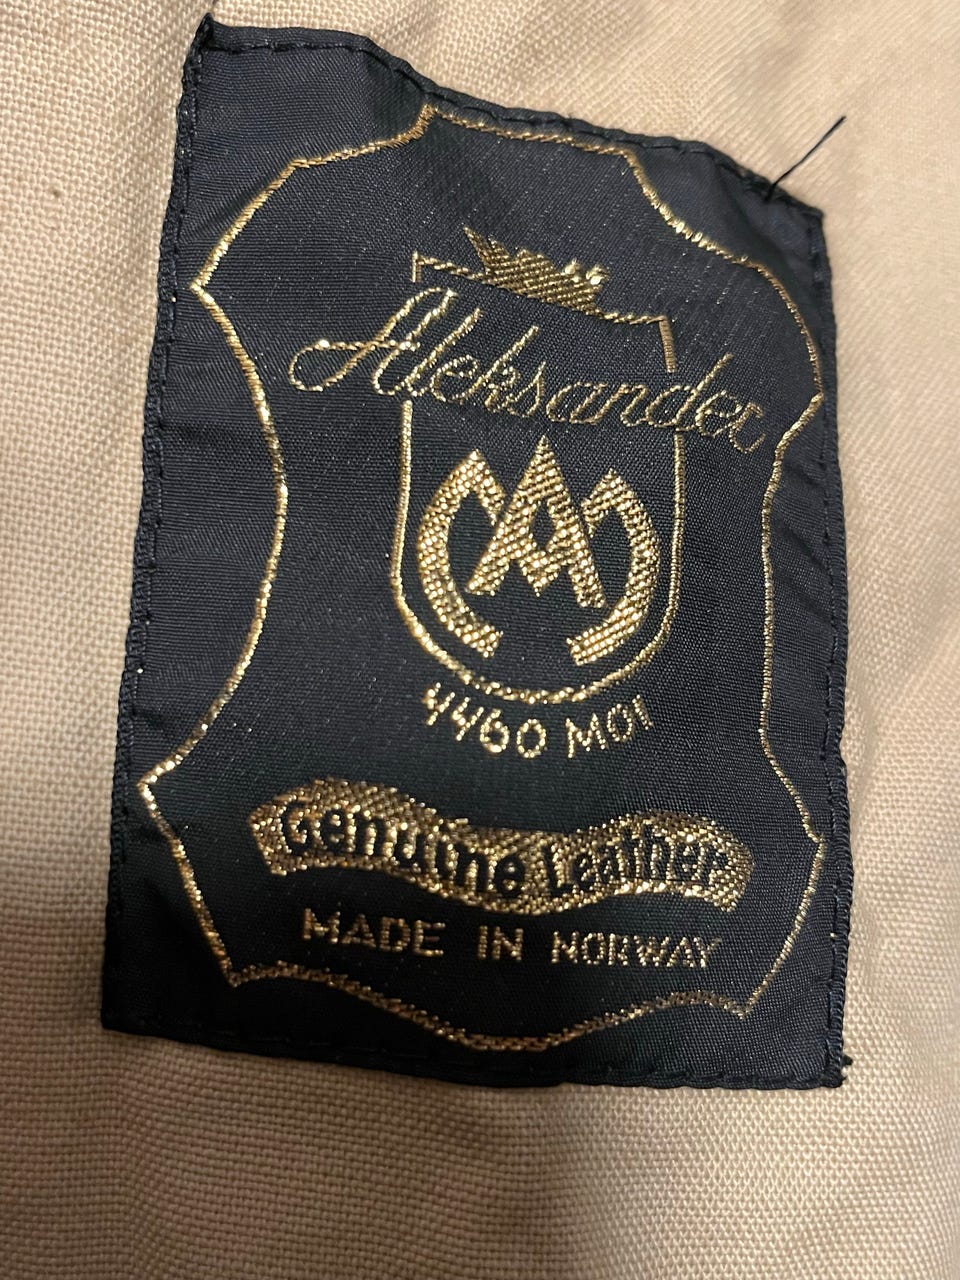 Aleksander
4460 MOI
Genuine Leather
MADE IN NORWAY